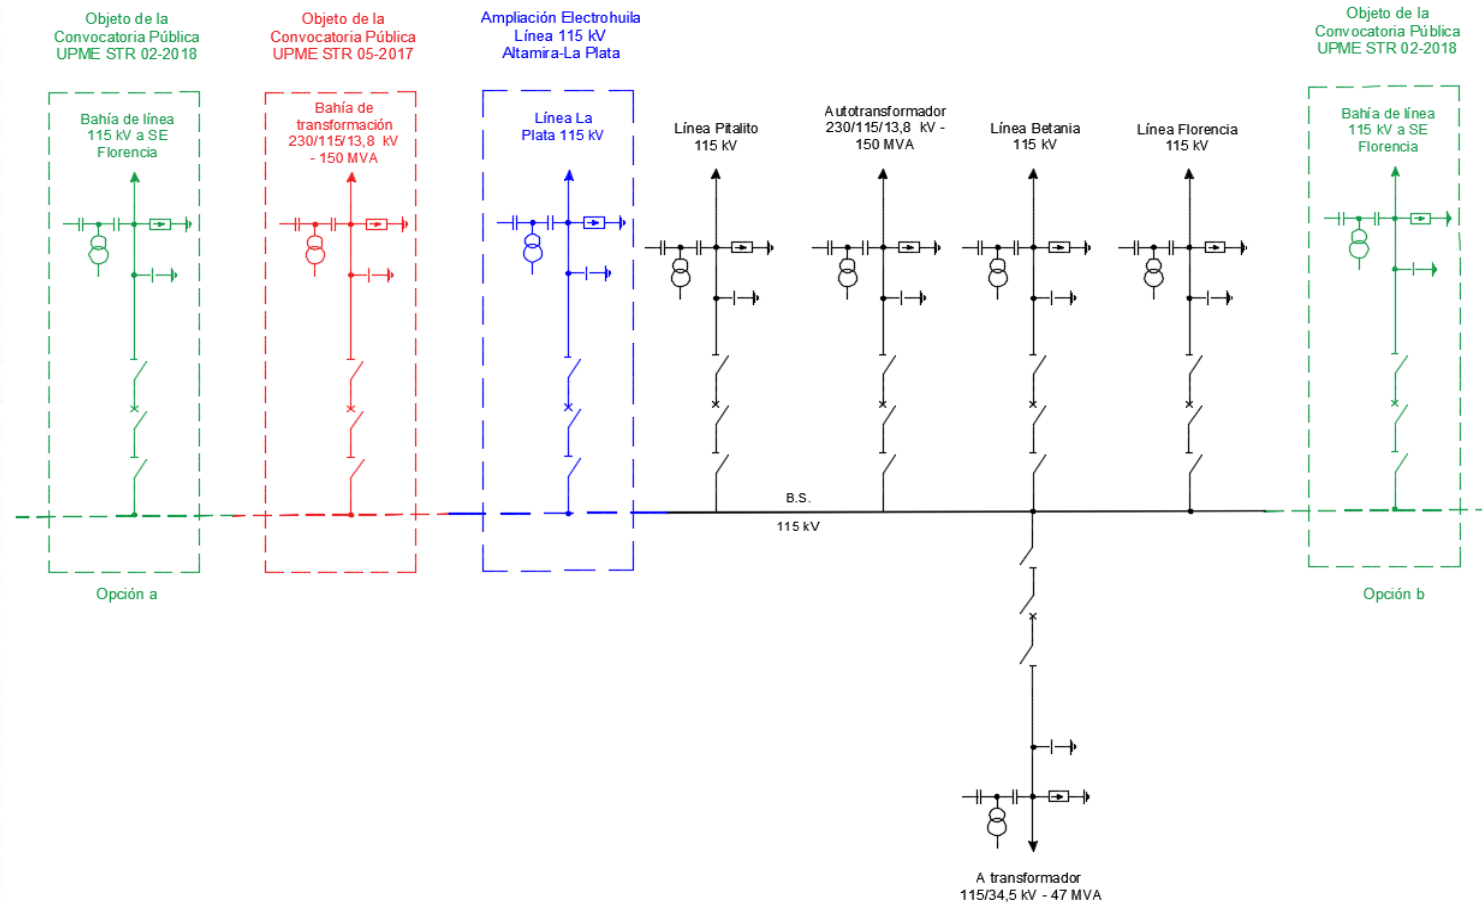 Objeto de la
Convocatoria Pública
UPME STR 02-2018
Objeto de la
Convocatoria Pública
UPME STR 05-2017
Ampliación Electrohuila
Línea 115 kV
Altamira-La Plata
Objeto de la
Convocatoria Pública
UPME STR 02-2018
Bahía de línea
115 kV a SE
Florencia
Bahía de
transformación
230/115/13,8 kV
- 150 MVA
Línea La
Plata 115 kV
Línea Pitalito
115 kV
Autotransformador
230/115/13,8 kV -
150 MVA
Línea Betania
115 kV
Línea Florencia
115 kV
Bahía de línea
115 kV a SE
Florencia
B.S.
115 kV
Opción a
Opción b
A transformador
115/34,5 kV - 47 MVA